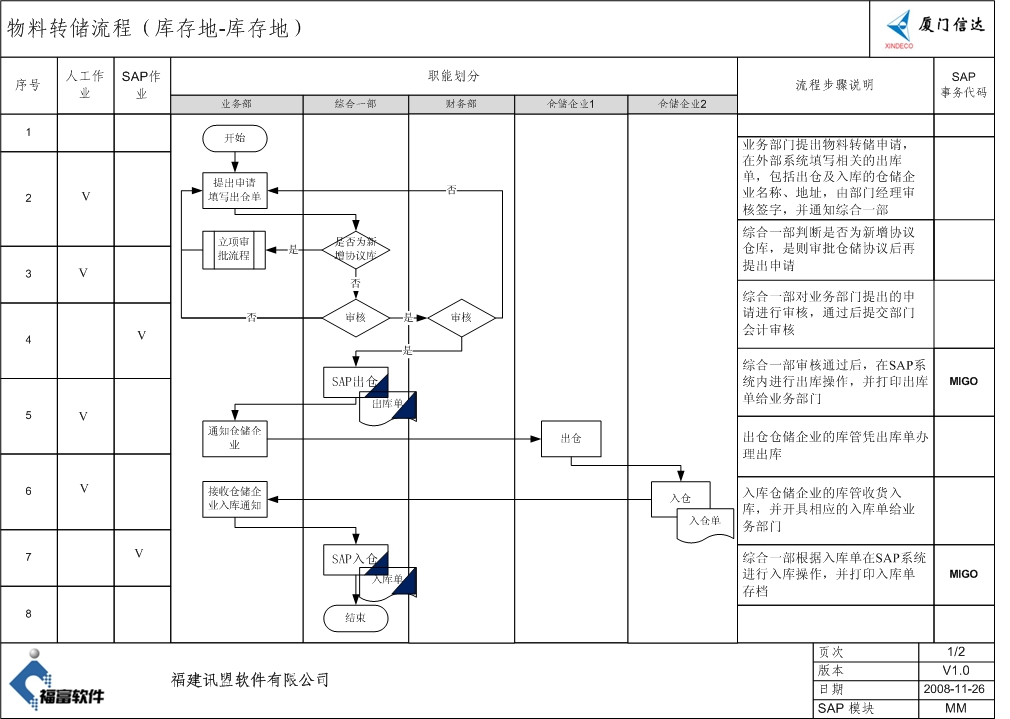 物料转储流程（库存地-库存地）
厦门信达
XINDECO
序号
人工作
业
SAP作
业
职能划分
流程步骤说明
SAP
事务代码
业务部
综合一部
财务部
仓储企业1
仓储企业2
1
开始
2
V
提出申请
填写出仓单
否
业务部门提出物料转储申请，
在外部系统填写相关的出库
单，包括出仓及入库的仓储企
业名称、地址，由部门经理审
核签字，并通知综合一部
3
V
立项审
批流程
是
是否为新
增协议库
否
综合一部判断是否为新增协议
仓库，是则审批仓储协议后再
提出申请
4
V
否
审核
是
审核
是
综合一部对业务部门提出的申
请进行审核，通过后提交部门
会计审核
SAP出仓
出库单
综合一部审核通过后，在SAP系
统内进行出库操作，并打印出库
单给业务部门
MIGO
5
V
通知仓储企
业
出仓
出仓仓储企业的库管凭出库单办
理出库
6
V
接收仓储企
业入库通知
入仓
入仓单
入库仓储企业的库管收货入
库，并开具相应的入库单给业
务部门
7
V
SAP入仓
入库单
综合一部根据入库单在SAP系统
进行入库操作，并打印入库单
存档
MIGO
8
结束
福富软件
福建讯盟软件有限公司
页次
1/2
版本
V1.0
日期
2008-11-26
SAP 模块
MM